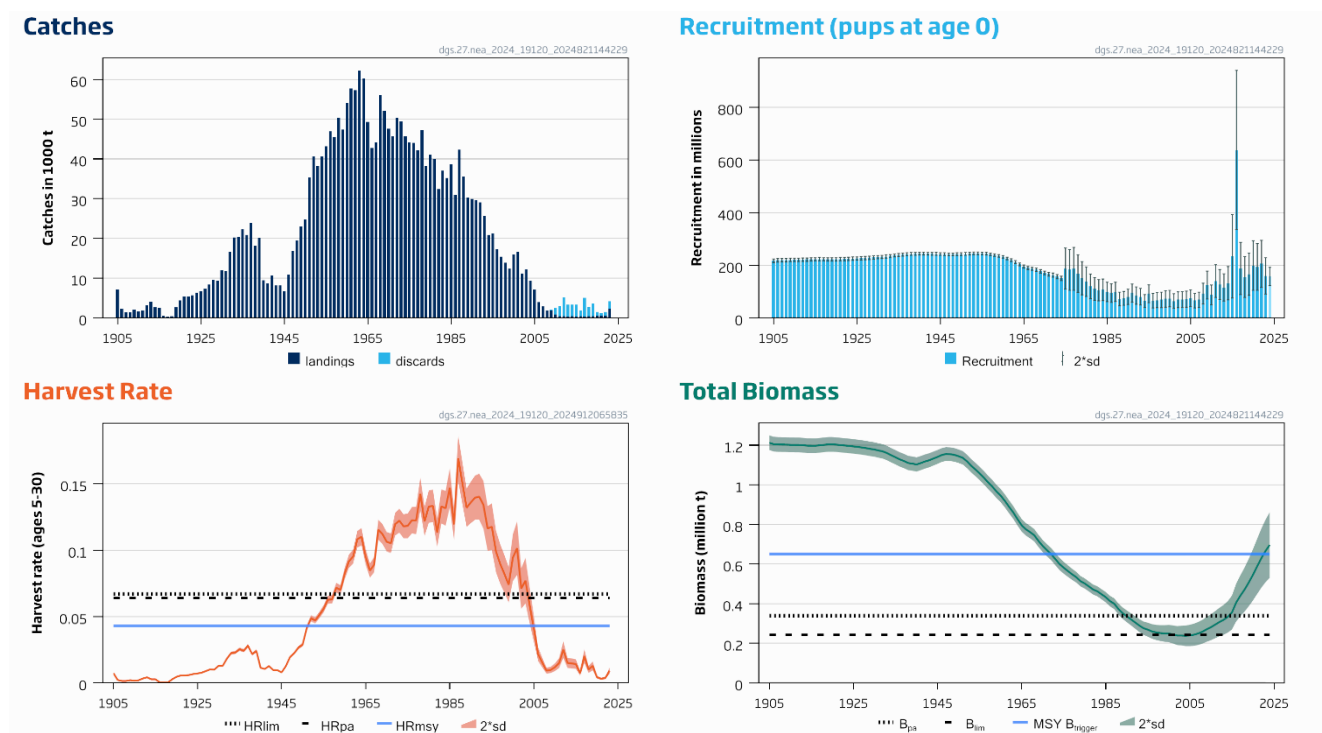 Catches
dgs.27.nea_2024_19120_2024821144229
Catches in 1000 t
60
50
40
30
20
10
0
1905 1925 1945 1965 1985 2005 2025
landings discards
Recruitment (pups at age 0)
dgs.27.nea_2024_19120_2024821144229
Recruitment in millions
800
600
400
200
0
1905 1925 1945 1965 1985 2005 2025
Recruitment 2*sd
Harvest Rate
dgs.27.nea_2024_19120_2024912065835
Harvest rate (ages 5-30)
0.15
0.1
0.05
0
1905 1925 1945 1965 1985 2005 2025
HRlim HRpa HRmsy 2*sd
Total Biomass
dgs.27.nea_2024_19120_2024821144229
Biomass (million t)
1.2
1
0.8
0.6
0.4
0.2
0
1905 1925 1945 1965 1985 2005 2025
Bpa Blim MSY Btrigger 2*sd